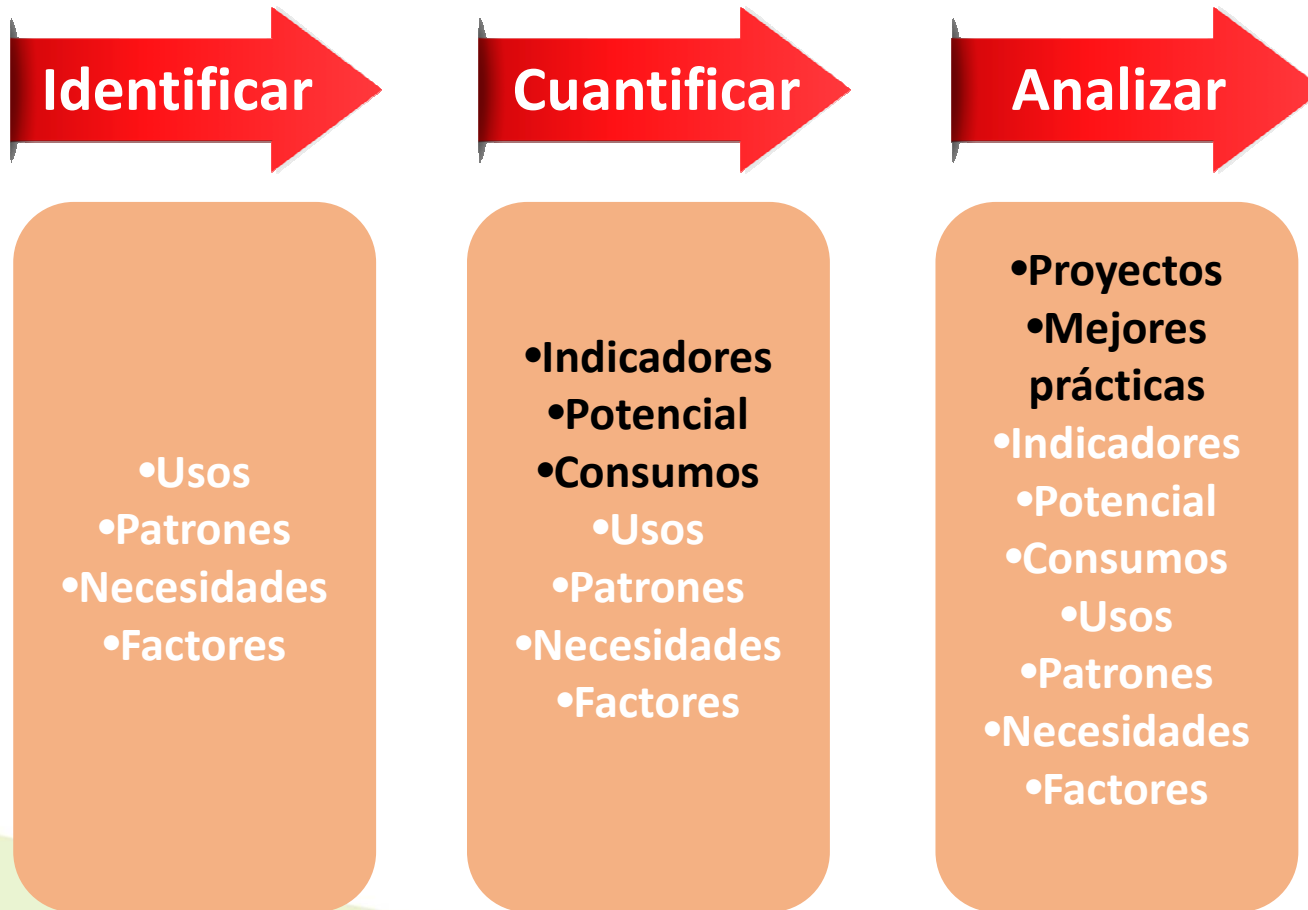 Identificar
•Usos
•Patrones
•Necesidades
•Factores
Cuantificar
•Indicadores
•Potencial
•Consumos
•Usos
•Patrones
•Necesidades
•Factores
Analizar
•Proyectos
•Mejores
prácticas
•Indicadores
•Potencial
•Consumos
•Usos
•Patrones
•Necesidades
•Factores